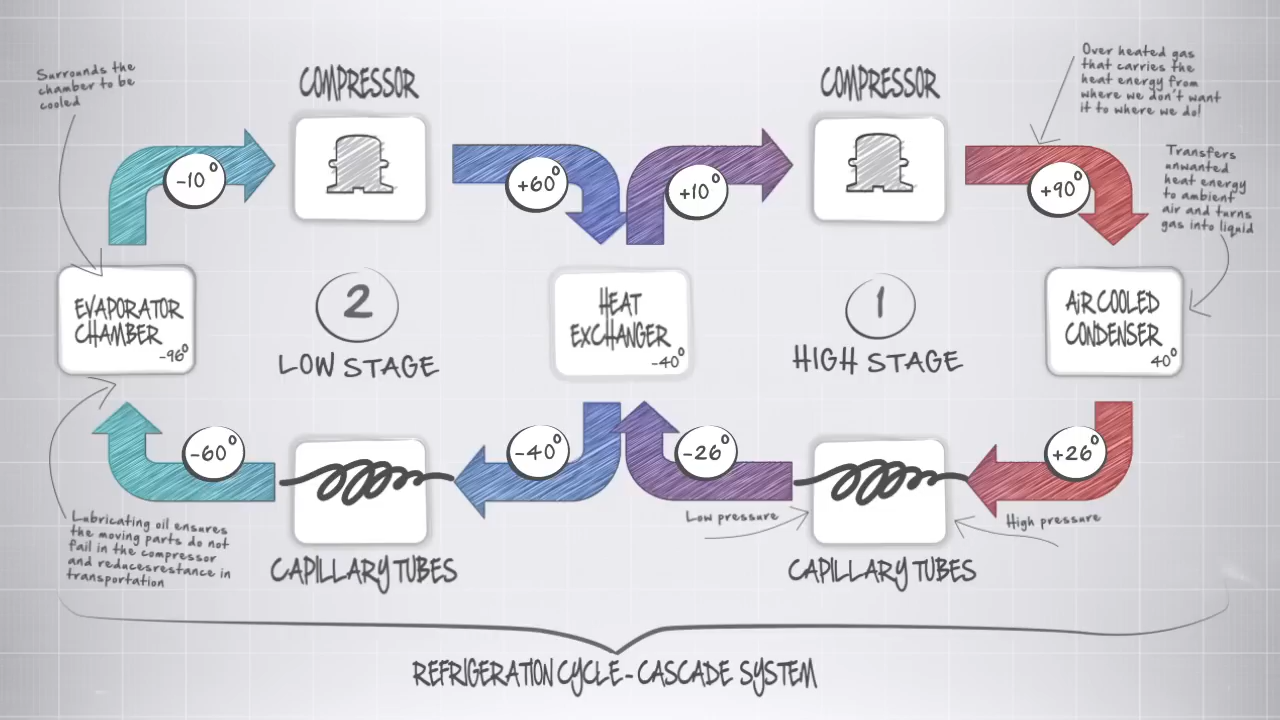 Surrounds the
chamber to be
cooled
COMPRESSOR
COMPRESSOR
Over heated gas
that carries the
heat energy from
where we don't want
it to where we do!
Transfers
unwanted
heat energy
to ambient
air and turns
gas into liquid
-10°
+60°
+10°
+90°
EVAPORATOR
CHAMBER
-96°
2
LOW STAGE
HEAT
EXCHANGER
-40°
1
HIGH STAGE
AIR COOLED
CONDENSER
40°
-60°
-40°
-26°
+26°
Lubricating oil ensures
the moving parts do not
fail in the compressor
and reducesrestance in
transportation
CAPILLARY TUBES
Low pressure
High pressure
CAPILLARY TUBES
REFRIGERATION CYCLE - CASCADE SYSTEM